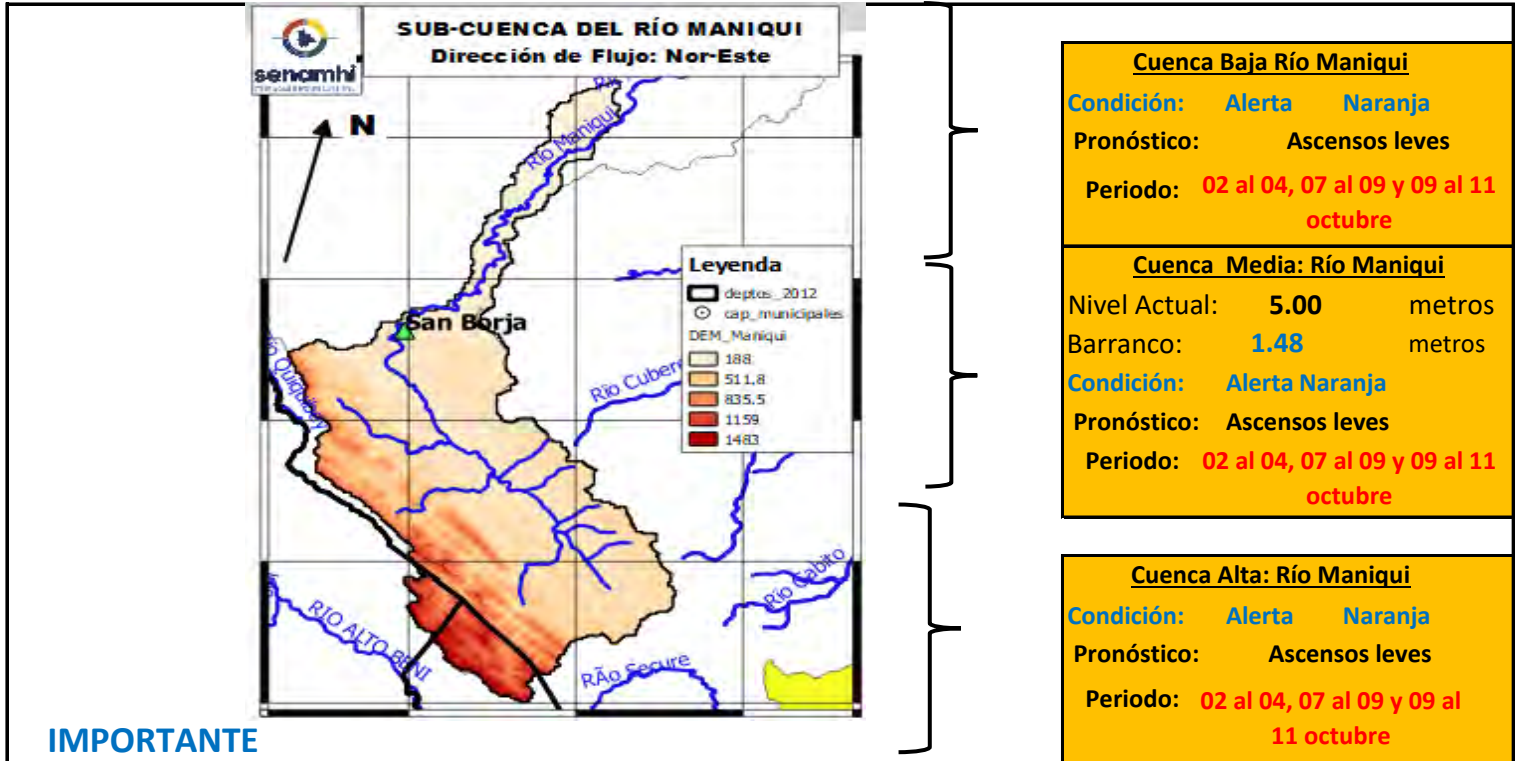 SUB-CUENCA DEL RÍO MANIQUI
Dirección de Flujo: Nor-Este
senamhi
N
Río Maniqui
San Borja
Río Quiquibey
Río Cubere
Leyenda
deptos_2012
cap_municipales
DEM_Maniqui
188
511.8
835.5
1159
1483
RIO ALTO BENI
RÃo Secure
Río Cabito
IMPORTANTE
Cuenca Baja Río Maniqui
Condición: Alerta Naranja
Pronóstico: Ascensos leves
Periodo: 02 al 04, 07 al 09 y 09 al 11
octubre
Cuenca Media: Río Maniqui
Nivel Actual: 5.00 metros
Barranco: 1.48 metros
Condición: Alerta Naranja
Pronóstico: Ascensos leves
Periodo: 02 al 04, 07 al 09 y 09 al 11
octubre
Cuenca Alta: Río Maniqui
Condición: Alerta Naranja
Pronóstico: Ascensos leves
Periodo: 02 al 04, 07 al 09 y 09 al
11 octubre